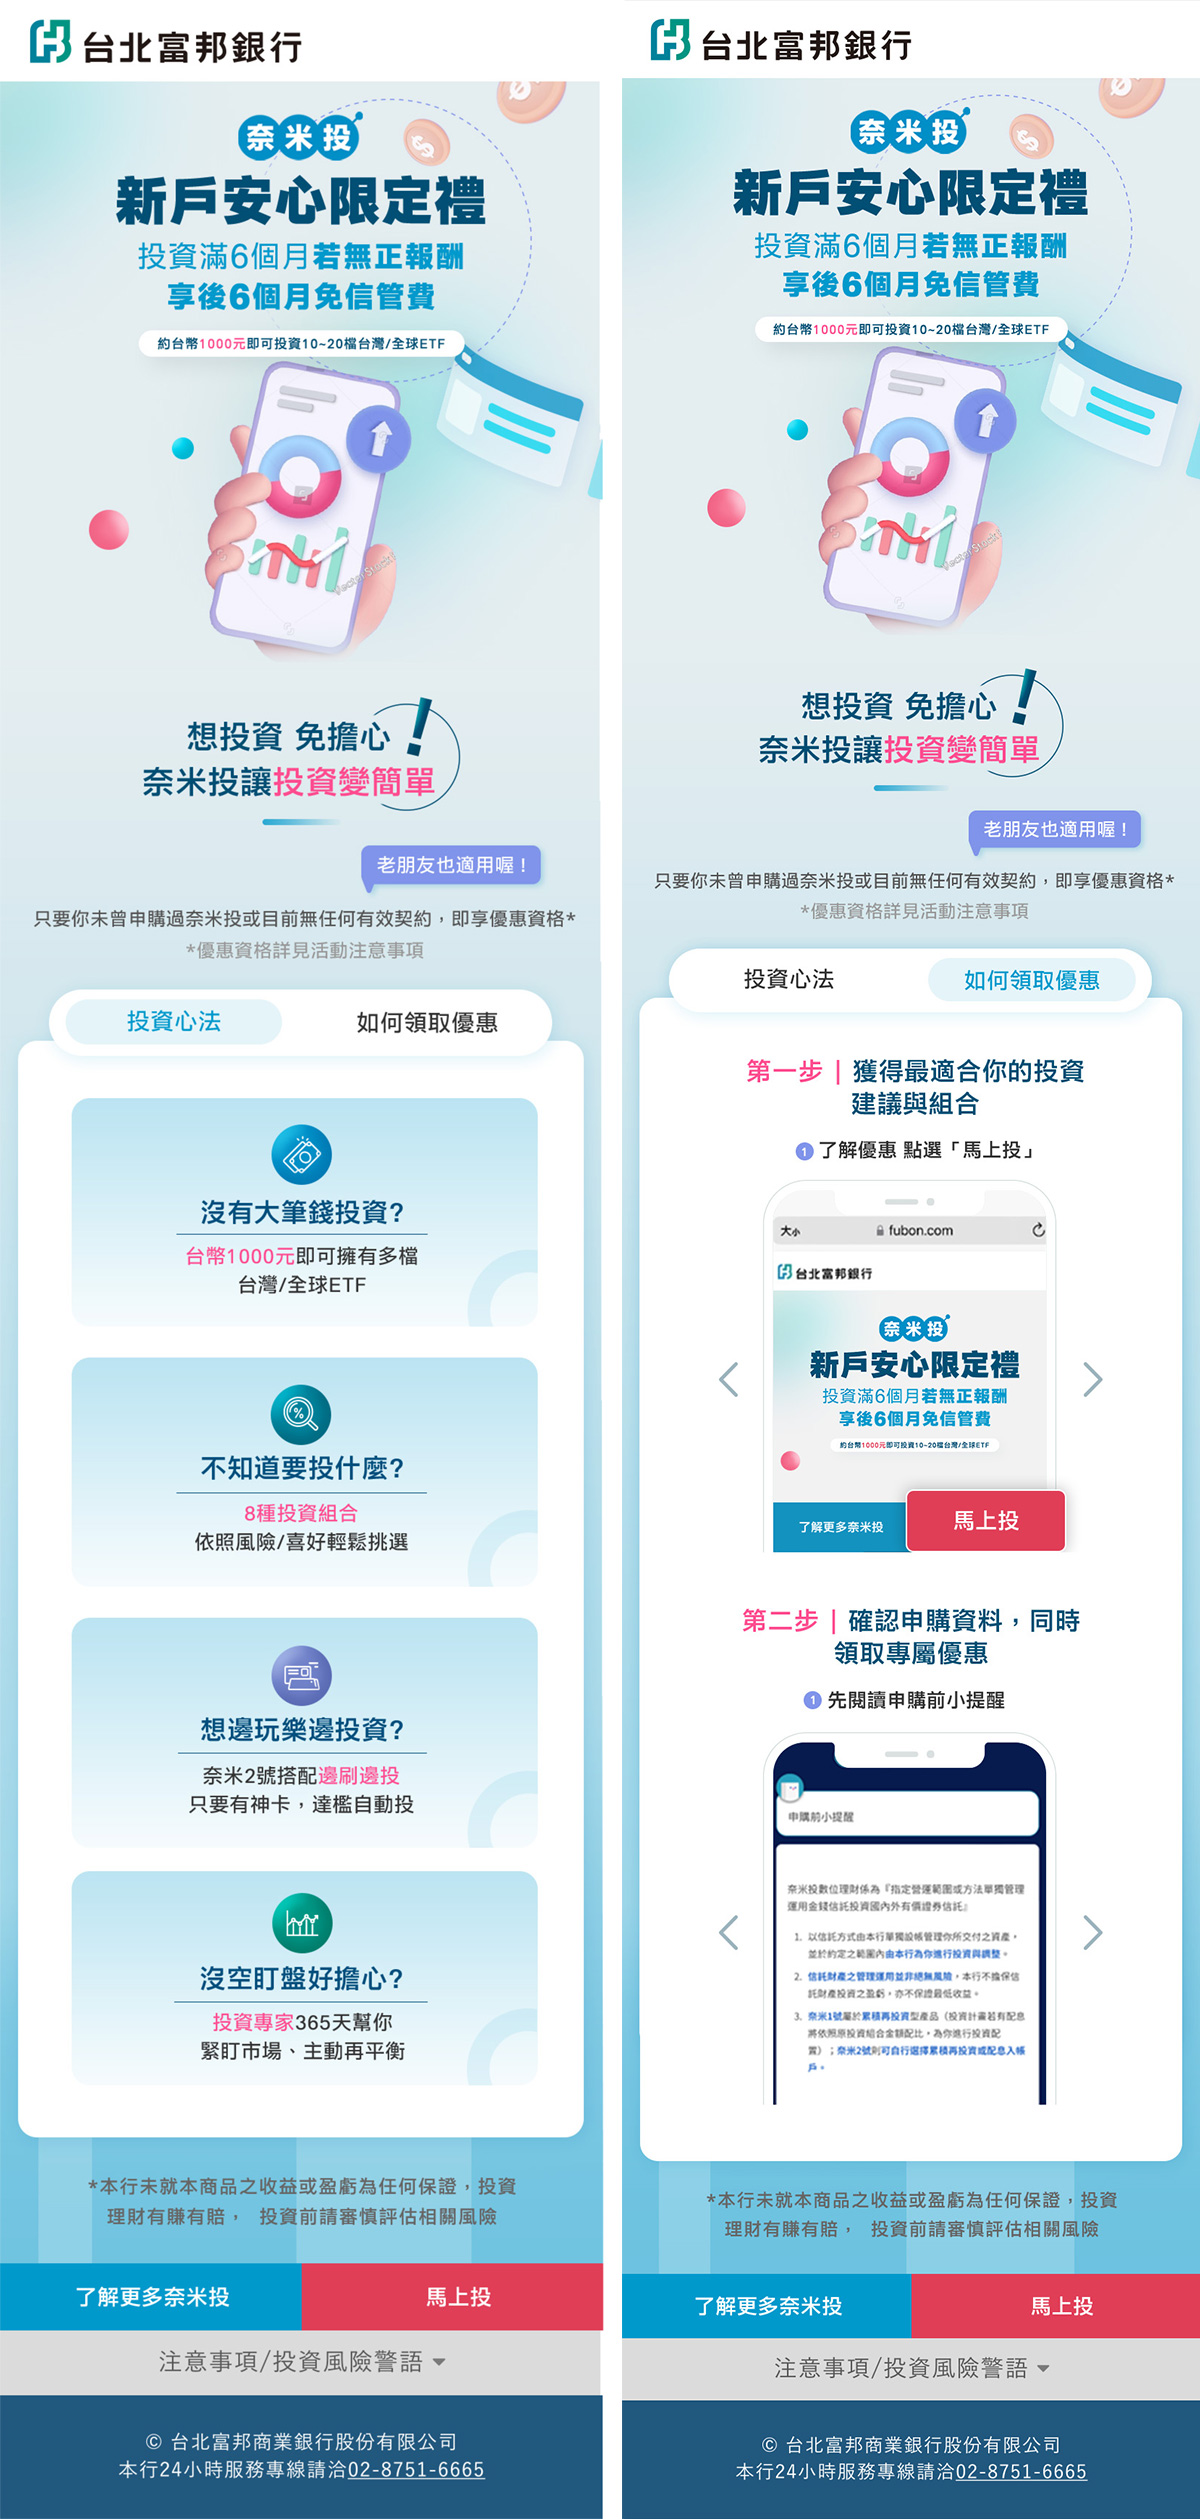 台北富邦銀行
奈米投
新戶安心限定禮
投資滿6個月若無正報酬
享後6個月免信管費
約台幣1000元即可投資10~20檔台灣/全球ETF
VectorStock
想投資 免擔心!
奈米投讓投資變簡單
老朋友也適用喔！
只要你未曾申購過奈米投或目前無任何有效契約，即享優惠資格*
*優惠資格詳見活動注意事項
投資心法
如何領取優惠
沒有大筆錢投資?
台幣1000元即可擁有多檔
台灣/全球ETF
不知道要投什麼?
8種投資組合
依照風險/喜好輕鬆挑選
想邊玩樂邊投資?
奈米2號搭配邊刷邊投
只要有神卡，達檻自動投
沒空盯盤好擔心?
投資專家365天幫你
緊盯市場、主動再平衡
*本行未就本商品之收益或盈虧為任何保證，投資
理財有賺有賠， 投資前請審慎評估相關風險
了解更多奈米投
馬上投
注意事項/投資風險警語
© 台北富邦商業銀行股份有限公司
本行24小時服務專線請洽02-8751-6665
台北富邦銀行
奈米投
新戶安心限定禮
投資滿6個月若無正報酬
享後6個月免信管費
約台幣1000元即可投資10~20檔台灣/全球ETF
VectorStock
想投資 免擔心!
奈米投讓投資變簡單
老朋友也適用喔！
只要你未曾申購過奈米投或目前無任何有效契約，即享優惠資格*
*優惠資格詳見活動注意事項
投資心法
如何領取優惠
第一步｜獲得最適合你的投資
建議與組合
1 了解優惠 點選「馬上投」
大小
fubon.com
台北富邦銀行
奈米投
新戶安心限定禮
投資滿6個月若無正報酬
享後6個月免信管費
約台幣1000元即可投資10~20檔台灣/全球ETF
了解更多奈米投
馬上投
第二步｜確認申購資料，同時
領取專屬優惠
1 先閱讀申購前小提醒
申購前小提醒
奈米投數位理財係為『指定營運範圍或方法單獨管理
運用金錢信託投資國內外有價證券信託』
1. 以信託方式由本行單獨設帳管理你所交付之資產，
並於約定之範圍內由本行為你進行投資與調整。
2. 信託財產之管理運用並非絕無風險，本行不擔保信
託財產投資之盈虧，亦不保證最低收益。
3. 奈米1號屬於累積再投資型產品（投資計畫若有配息
將依照原投資組合金額配比，為你進行投資配
置）；奈米2號則可自行選擇累積再投資或配息入帳
戶。
*本行未就本商品之收益或盈虧為任何保證，投資
理財有賺有賠， 投資前請審慎評估相關風險
了解更多奈米投
馬上投
注意事項/投資風險警語
© 台北富邦商業銀行股份有限公司
本行24小時服務專線請洽02-8751-6665